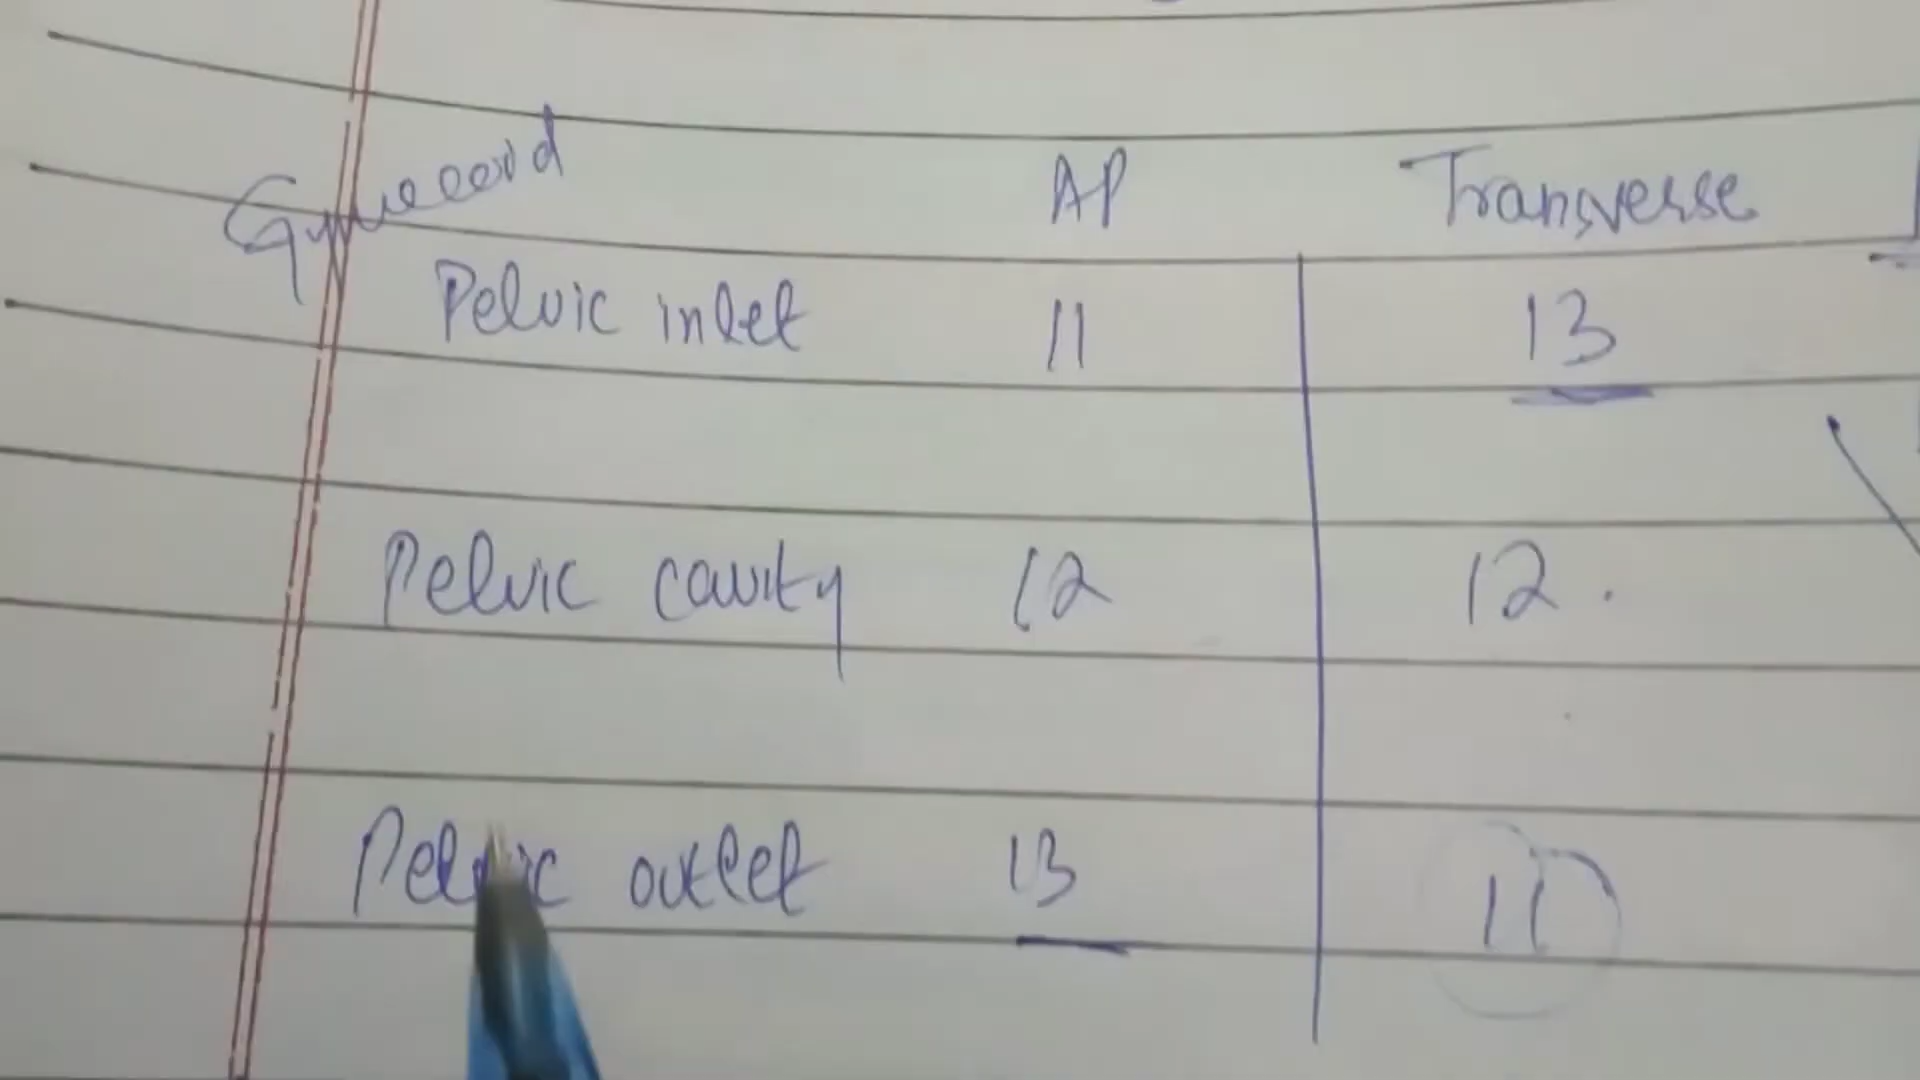 Gynecoid AP Transverse
Pelvic inlet 11 13
Pelvic cavity 12 12.
Pelvic outlet 13 11